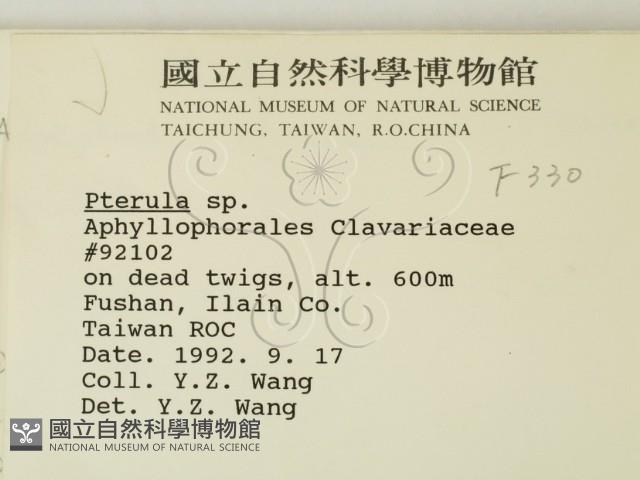 國立自然科學博物館
NATIONAL MUSEUM OF NATURAL SCIENCE
TAICHUNG, TAIWAN, R.O.CHINA
F 330
Pterula sp.
Aphyllophorales Clavariaceae
#92102
on dead twigs, alt. 600m
Fushan, Ilain Co.
Taiwan ROC
Date. 1992. 9. 17
Coll. Y.Z. Wang
Det. Y.Z. Wang
國立自然科學博物館
NATIONAL MUSEUM OF NATURAL SCIENCE